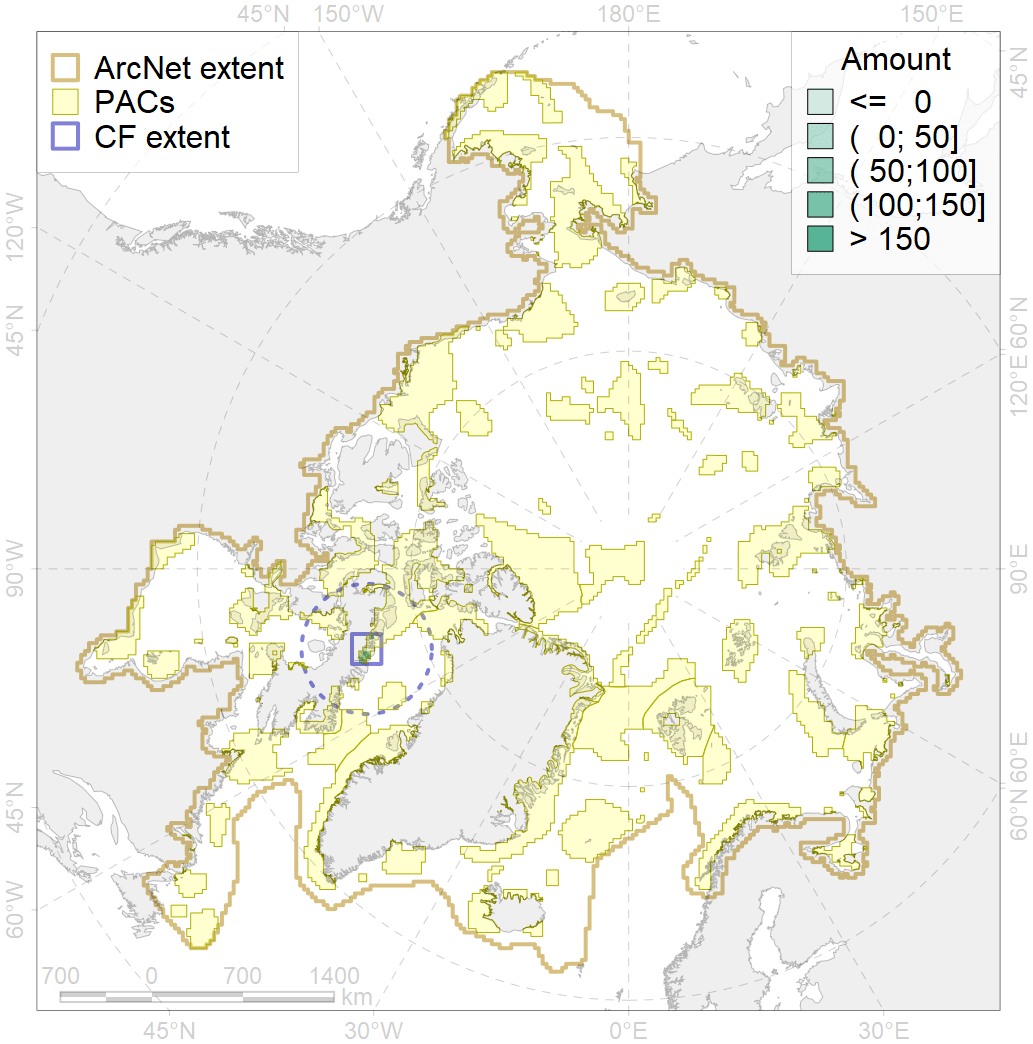 45°N 150°W 180°E 150°E
ArcNet extent
PACs
CF extent
Amount
<= 0
( 0; 50]
( 50;100]
(100;150]
> 150
45°N
120°W
45°N
90°W
45°N
60°W
60°N
120°E
90°E
60°E
60°N
700 0 700 1400
km
45°N 30°W 0°E 30°E